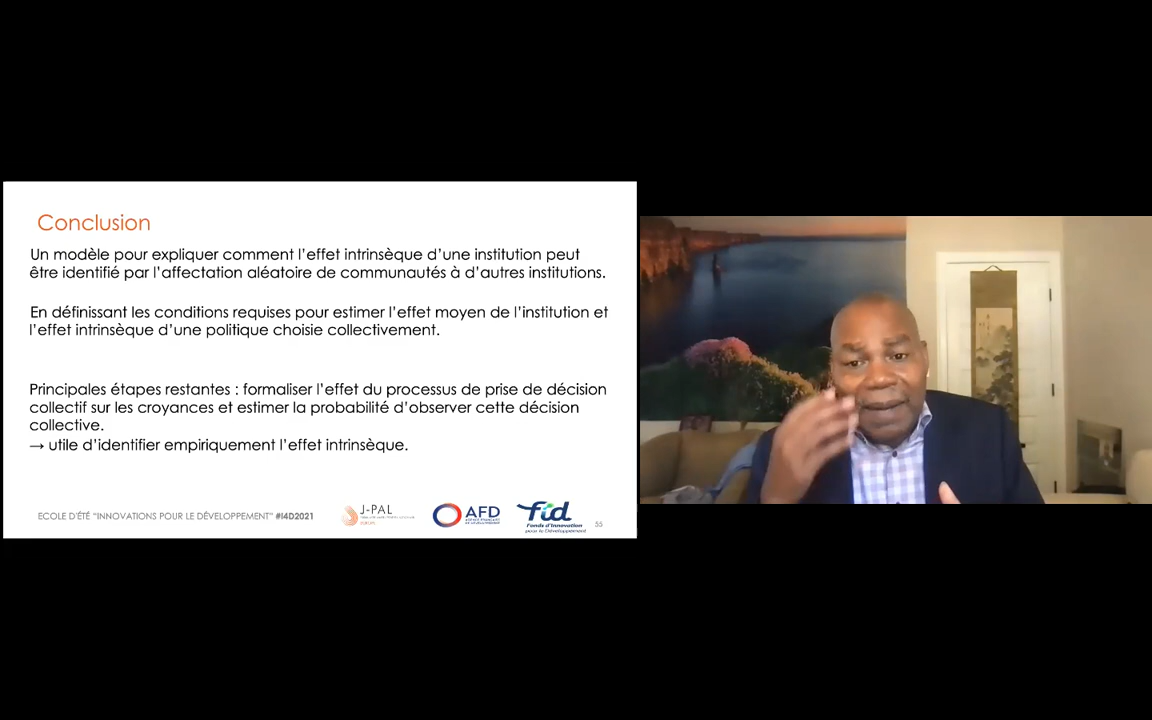 Conclusion
Un modèle pour expliquer comment l'effet intrinsèque d'une institution peut
être identifié par l'affectation aléatoire de communautés à d'autres institutions.
En définissant les conditions requises pour estimer l'effet moyen de l'institution et
l'effet intrinsèque d'une politique choisie collectivement.
Principales étapes restantes : formaliser l'effet du processus de prise de décision
collectif sur les croyances et estimer la probabilité d'observer cette décision
collective.
→ utile d'identifier empiriquement l'effet intrinsèque.
ECOLE D'ÉTÉ "INNOVATIONS POUR LE DÉVELOPPEMENT" #I4D2021
J-PAL
AFD
fid
Fonds d'Innovation
pour le Développement
55